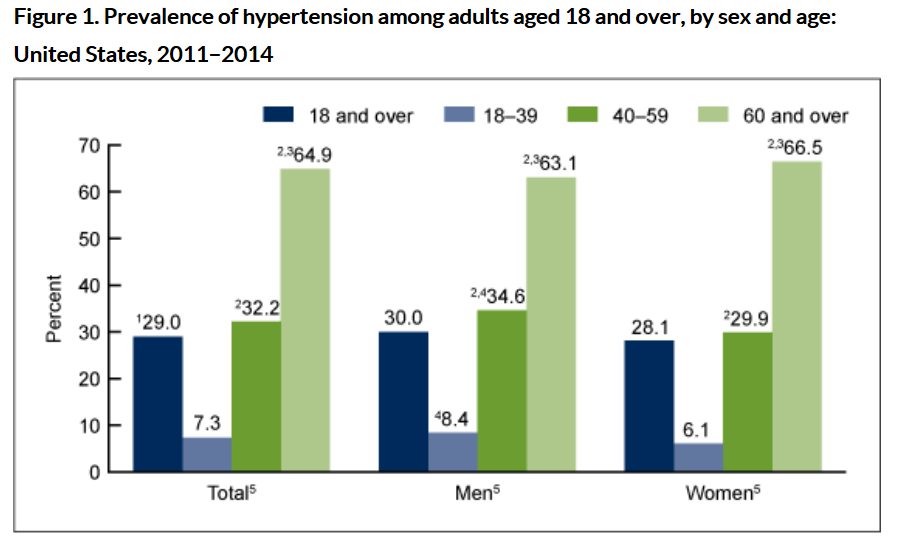 Figure 1. Prevalence of hypertension among adults aged 18 and over, by sex and age:
United States, 2011–2014
18 and over 18–39 40–59 60 and over
Percent
70
60
50
40
30
20
10
0
¹29.0 7.3 ²32.2 ²,³64.9
30.0 ⁴8.4 ²,⁴34.6 ²,³63.1
28.1 6.1 ²29.9 ²,³66.5
Total⁵ Men⁵ Women⁵